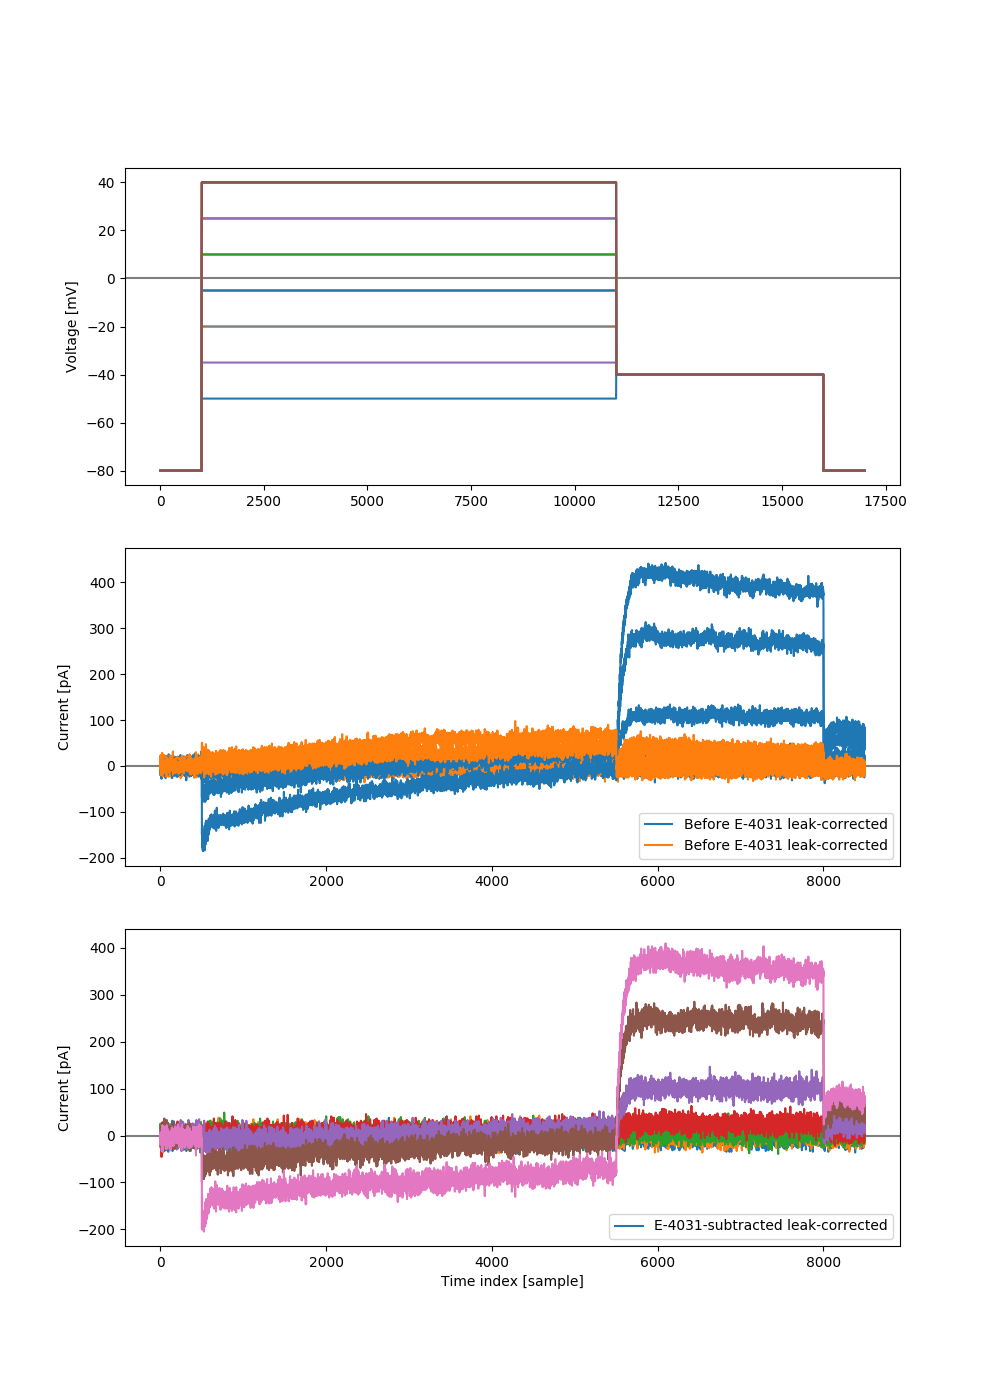 40
20
0
−20
−40
−60
−80
Voltage [mV]
0 2500 5000 7500 10000 12500 15000 17500
400
300
200
100
0
−100
−200
Current [pA]
Before E-4031 leak-corrected
Before E-4031 leak-corrected
0 2000 4000 6000 8000
400
300
200
100
0
−100
−200
Current [pA]
E-4031-subtracted leak-corrected
0 2000 4000 6000 8000
Time index [sample]